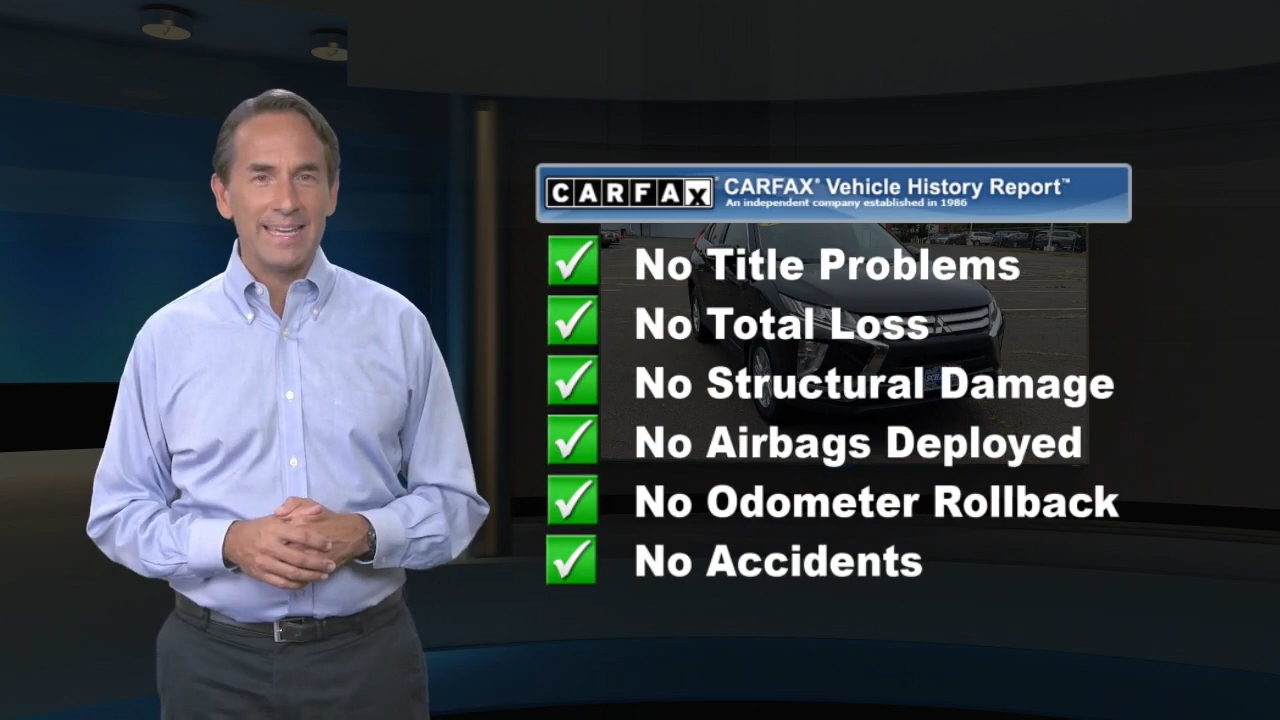 CARFAX
CARFAX® Vehicle History Report™
An independent company established in 1986
No Title Problems
No Total Loss
No Structural Damage
No Airbags Deployed
No Odometer Rollback
No Accidents